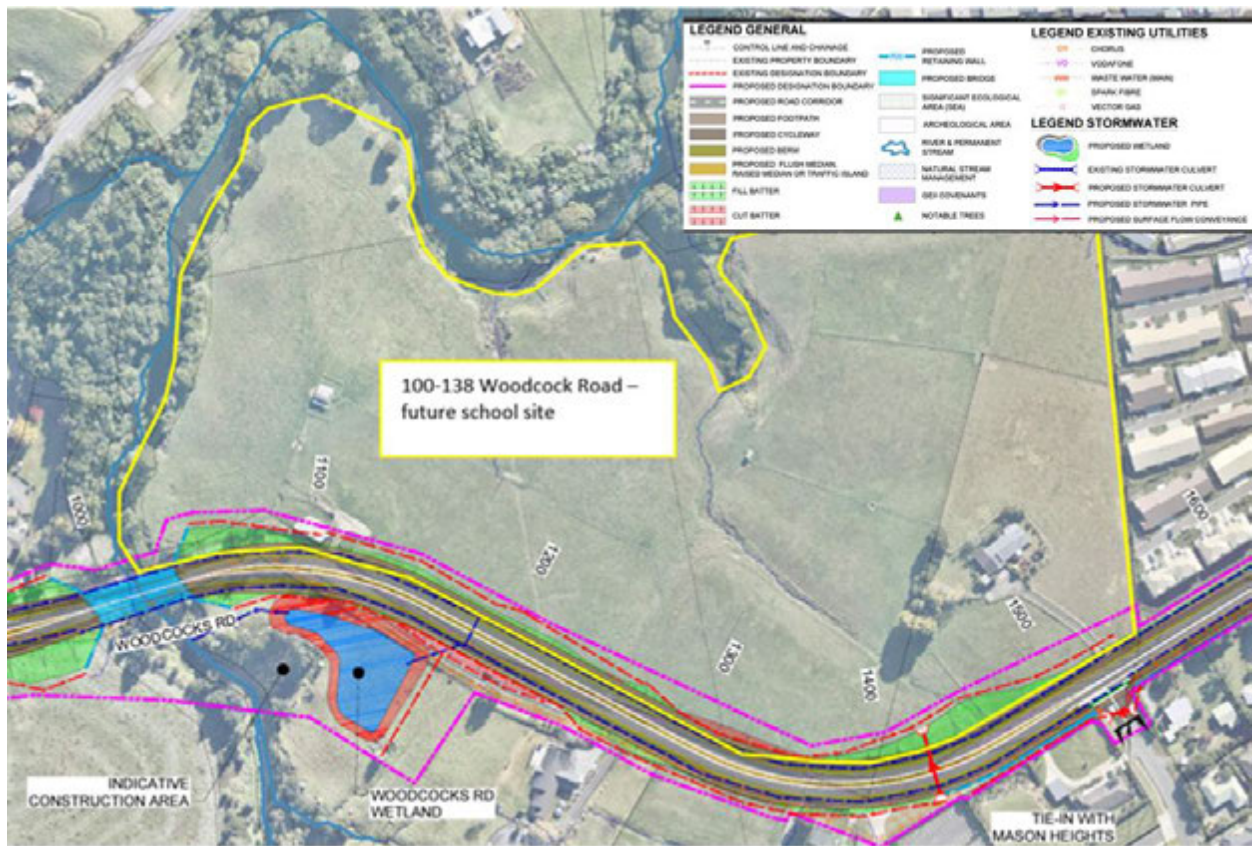 LEGEND GENERAL
CONTROL LINE AND CHAINAGE
EXISTING PROPERTY BOUNDARY
EXISTING DESIGNATION BOUNDARY
PROPOSED DESIGNATION BOUNDARY
PROPOSED ROAD CORRIDOR
PROPOSED FOOTPATH
PROPOSED CYCLEWAY
PROPOSED BERM
PROPOSED FLUSH MEDIAN,
RAISED MEDIAN OR TRAFFIC ISLAND
FILL BATTER
CUT BATTER
PROPOSED
RETAINING WALL
PROPOSED BRIDGE
SIGNIFICANT ECOLOGICAL
AREA (SEA)
ARCHEOLOGICAL AREA
RIVER & PERMANENT
STREAM
NATURAL STREAM
MANAGEMENT
COVENANTS
NOTABLE TREES
LEGEND EXISTING UTILITIES
CHORUS
VODAFONE
WASTE WATER (MAIN)
SPARK FIBRE
VECTOR GAS
LEGEND STORMWATER
PROPOSED WETLAND
EXISTING STORMWATER CULVERT
PROPOSED STORMWATER CULVERT
PROPOSED STORMWATER PIPE
PROPOSED SURFACE FLOW CONVEYANCE
100-138 Woodcock Road –
future school site
1000
1100
1200
1300
1400
1500
1600
WOODCOCKS RD
INDICATIVE
CONSTRUCTION AREA
WOODCOCKS RD
WETLAND
TIE-IN WITH
MASON HEIGHTS